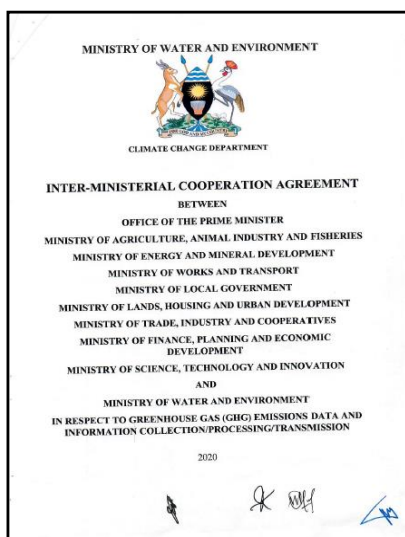 MINISTRY OF WATER AND ENVIRONMENT
CLIMATE CHANGE DEPARTMENT
INTER-MINISTERIAL COOPERATION AGREEMENT
BETWEEN
OFFICE OF THE PRIME MINISTER
MINISTRY OF AGRICULTURE, ANIMAL INDUSTRY AND FISHERIES
MINISTRY OF ENERGY AND MINERAL DEVELOPMENT
MINISTRY OF WORKS AND TRANSPORT
MINISTRY OF LOCAL GOVERNMENT
MINISTRY OF LANDS, HOUSING AND URBAN DEVELOPMENT
MINISTRY OF TRADE, INDUSTRY AND COOPERATIVES
MINISTRY OF FINANCE, PLANNING AND ECONOMIC
DEVELOPMENT
MINISTRY OF SCIENCE, TECHNOLOGY AND INNOVATION
AND
MINISTRY OF WATER AND ENVIRONMENT
IN RESPECT TO GREENHOUSE GAS (GHG) EMISSIONS DATA AND
INFORMATION COLLECTION/PROCESSING/TRANSMISSION
2020